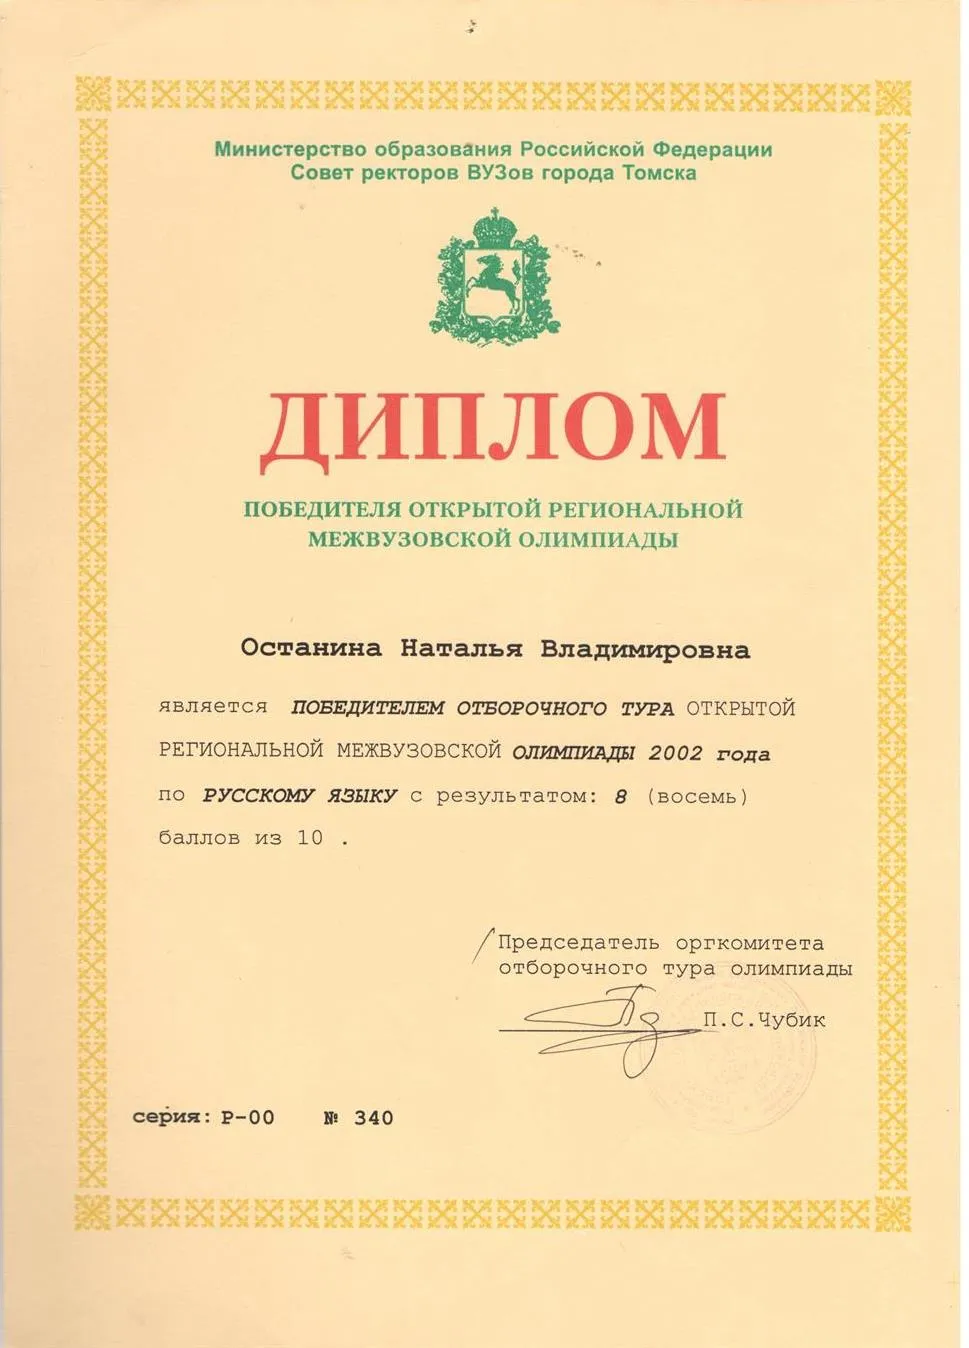 Министерство образования Российской Федерации
Совет ректоров ВУЗов города Томска
ДИПЛОМ
ПОБЕДИТЕЛЯ ОТКРЫТОЙ РЕГИОНАЛЬНОЙ
МЕЖВУЗОВСКОЙ ОЛИМПИАДЫ
Останина Наталья Владимировна
является ПОБЕДИТЕЛЕМ ОТБОРОЧНОГО ТУРА ОТКРЫТОЙ
РЕГИОНАЛЬНОЙ МЕЖВУЗОВСКОЙ ОЛИМПИАДЫ 2002 года
по РУССКОМУ ЯЗЫКУ с результатом: 8 (восемь)
баллов из 10 .
Председатель оргкомитета
отборочного тура олимпиады
П.С.Чубик
серия: Р-00 № 340